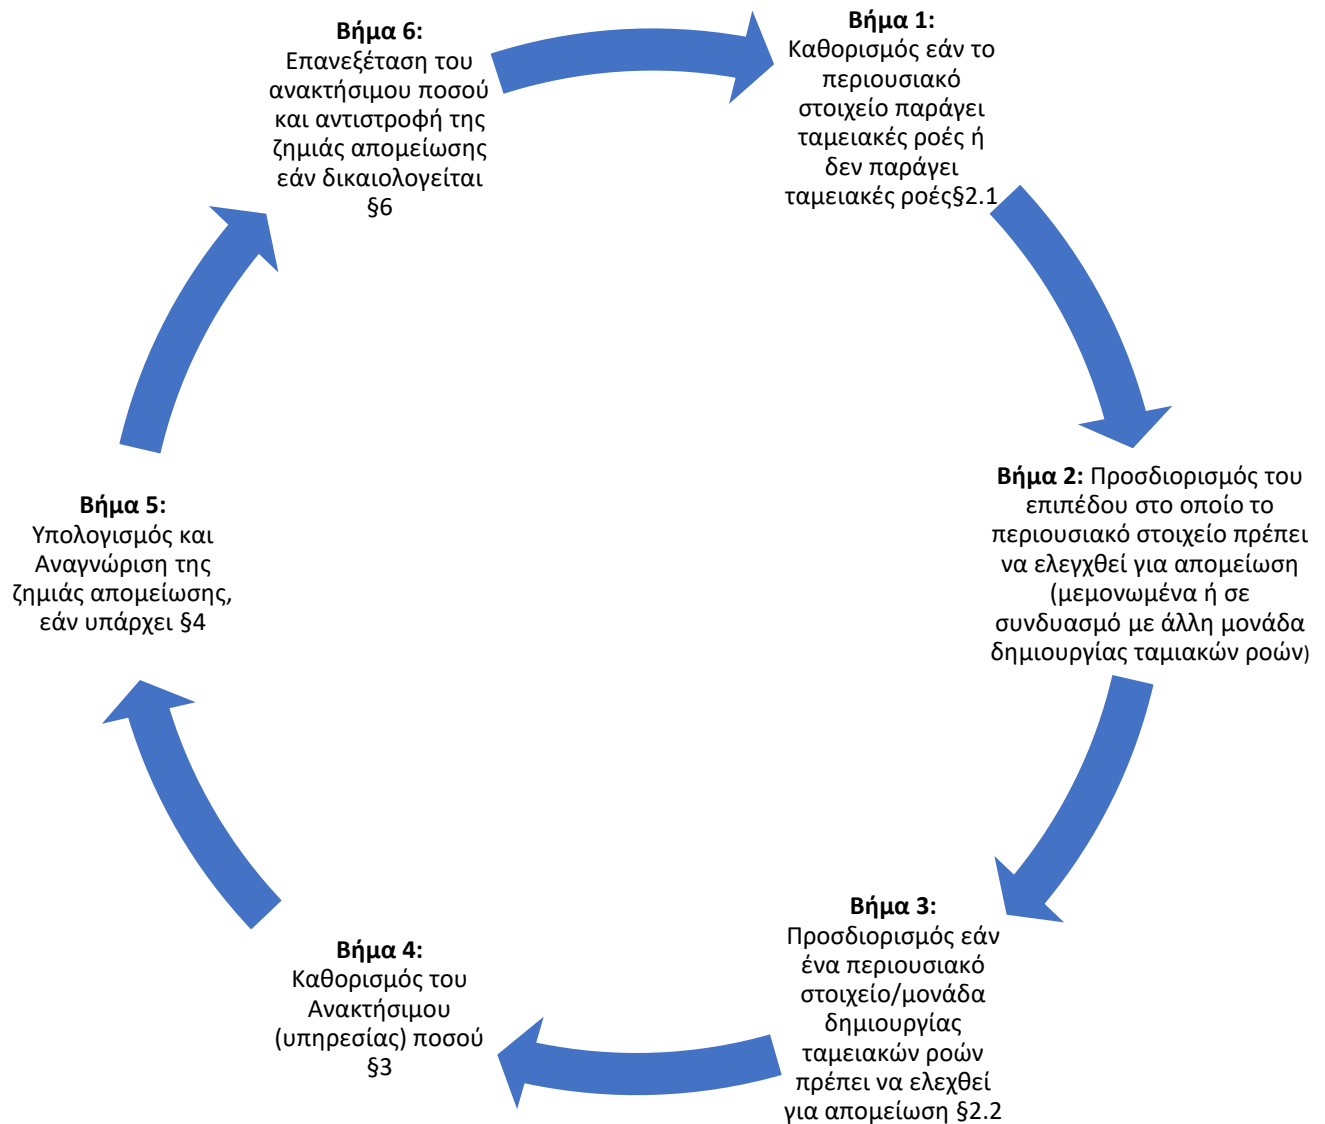 Βήμα 1:
Καθορισμός εάν το
περιουσιακό
στοιχείο παράγει
ταμειακές ροές ή
δεν παράγει
ταμειακές ροές§2.1
Βήμα 2: Προσδιορισμός του
επιπέδου στο οποίο το
περιουσιακό στοιχείο πρέπει
να ελεγχθεί για απομείωση
(μεμονωμένα ή σε
συνδυασμό με άλλη μονάδα
δημιουργίας ταμιακών ροών)
Βήμα 3:
Προσδιορισμός εάν
ένα περιουσιακό
στοιχείο/μονάδα
δημιουργίας
ταμειακών ροών
πρέπει να ελεχθεί
για απομείωση §2.2
Βήμα 4:
Καθορισμός του
Ανακτήσιμου
(υπηρεσίας) ποσού
§3
Βήμα 5:
Υπολογισμός και
Αναγνώριση της
ζημιάς απομείωσης,
εάν υπάρχει §4
Βήμα 6:
Επανεξέταση του
ανακτήσιμου ποσού
και αντιστροφή της
ζημιάς απομείωσης
εάν δικαιολογείται
§6